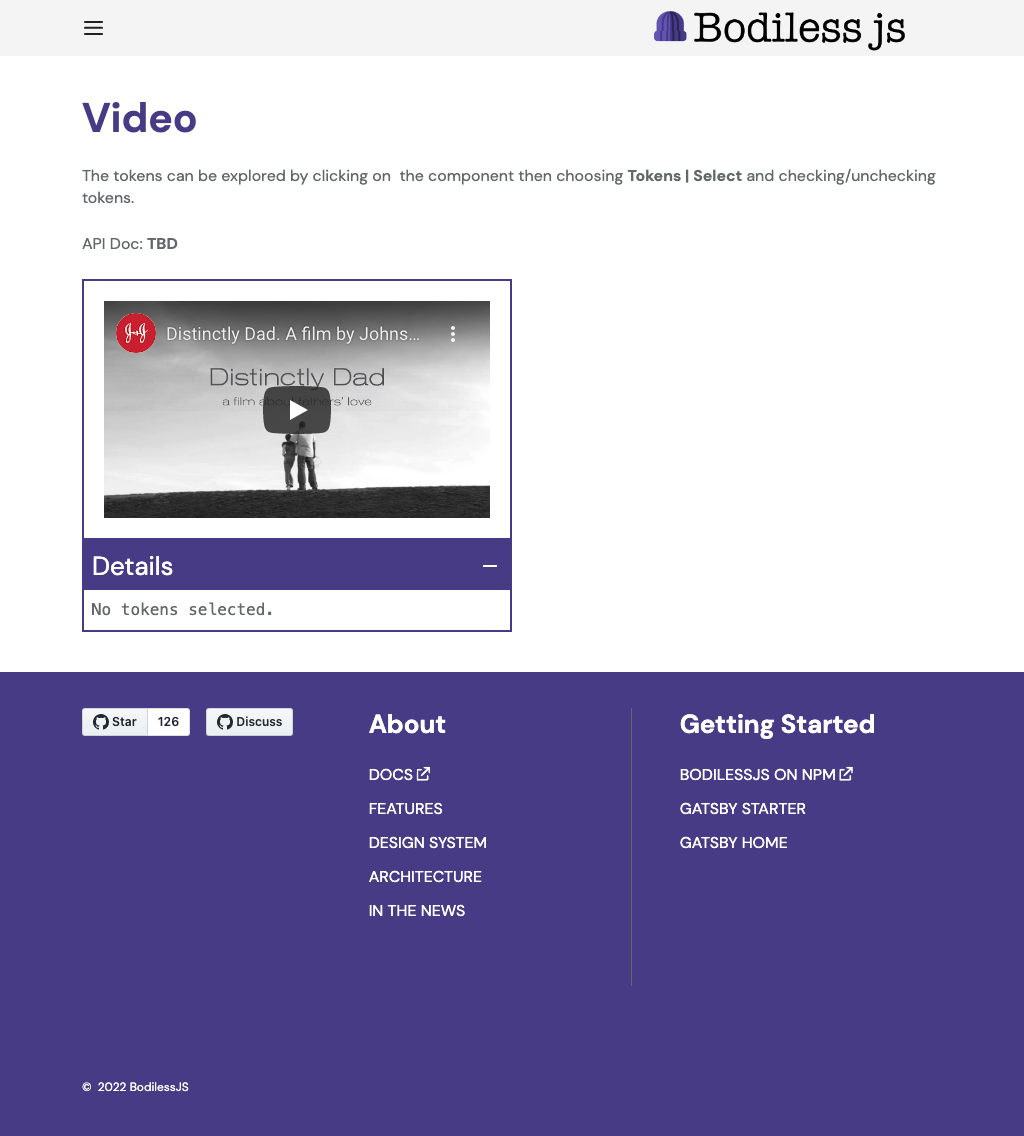 Bodiless js
Video
The tokens can be explored by clicking on  the component then choosing Tokens | Select and checking/unchecking
tokens.
API Doc: TBD
J&J
Distinctly Dad. A film by Johns...
Distinctly Dad
a film about fathers' love
Details
No tokens selected.
Star 126 Discuss
About
DOCS
FEATURES
DESIGN SYSTEM
ARCHITECTURE
IN THE NEWS
Getting Started
BODILESSJS ON NPM
GATSBY STARTER
GATSBY HOME
©  2022 BodilessJS